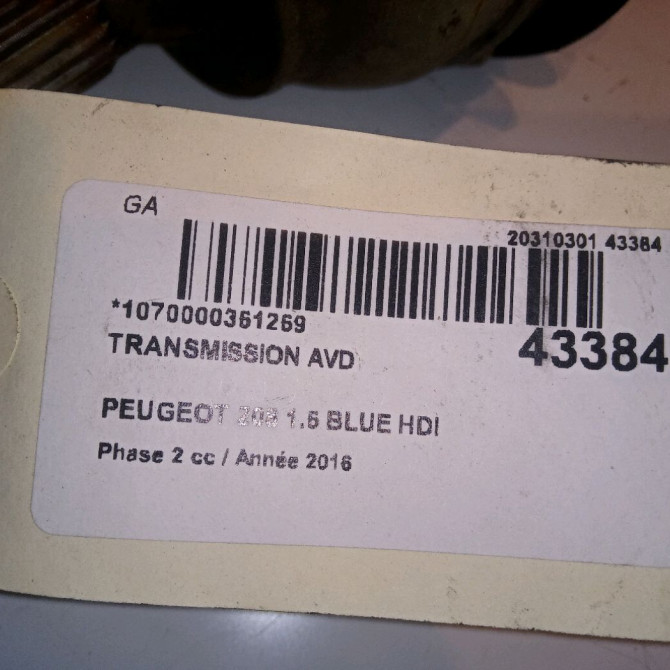 GA
20310301 43384
*1070000361269
43384
TRANSMISSION AVD
PEUGEOT 208 1.6 BLUE HDI
Phase 2 cc / Année 2016